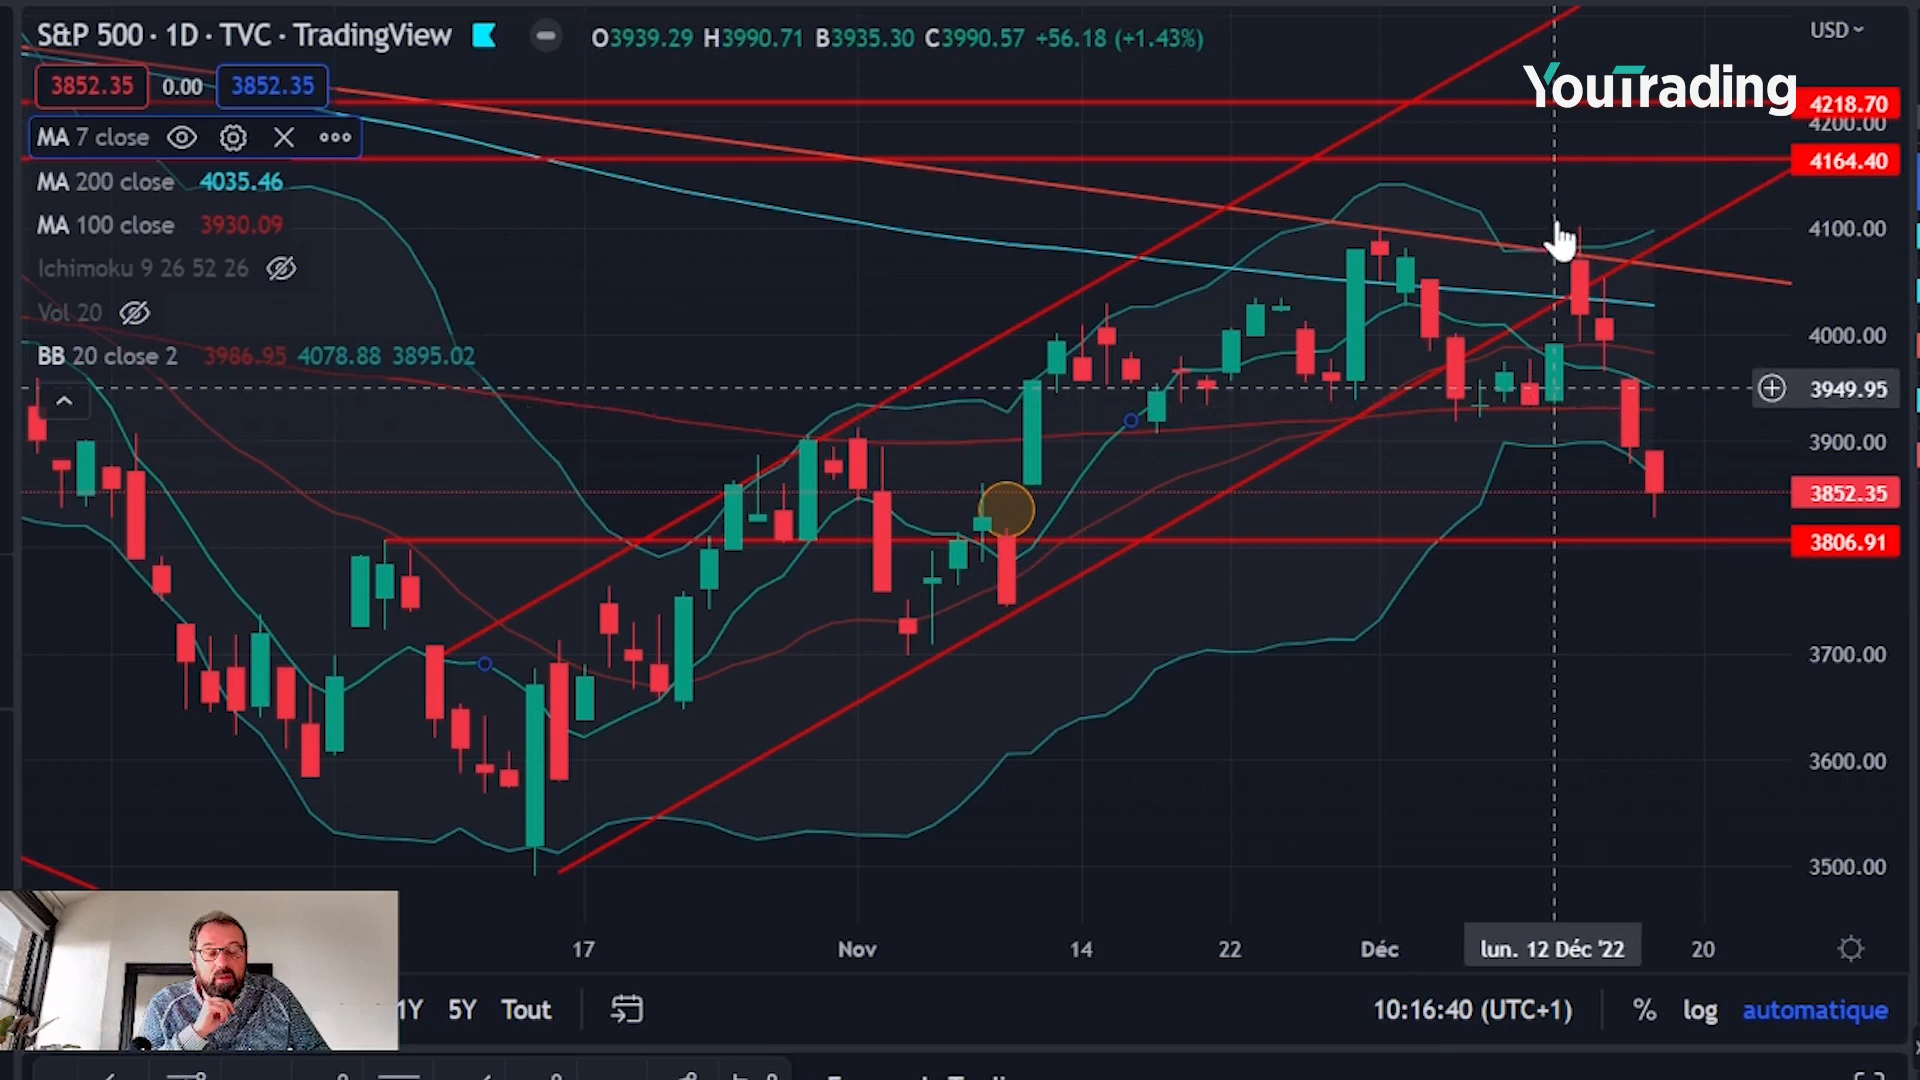 S&P 500 · 1D · TVC · TradingView O3939.29 H3990.71 B3935.30 C3990.57 +56.18 (+1.43%)
USD
YouTrading
3852.35 0.00 3852.35
MA 7 close
MA 200 close 4035.46
MA 100 close 3930.09
Ichimoku 9 26 52 26
Vol 20
BB 20 close 2 3986.95 4078.88 3895.02
4218.70
4200.00
4164.40
4100.00
4000.00
3949.95
3900.00
3852.35
3806.91
3700.00
3600.00
3500.00
17 Nov 14 22 Déc lun. 12 Déc '22 20
1Y 5Y Tout 10:16:40 (UTC+1) % log automatique